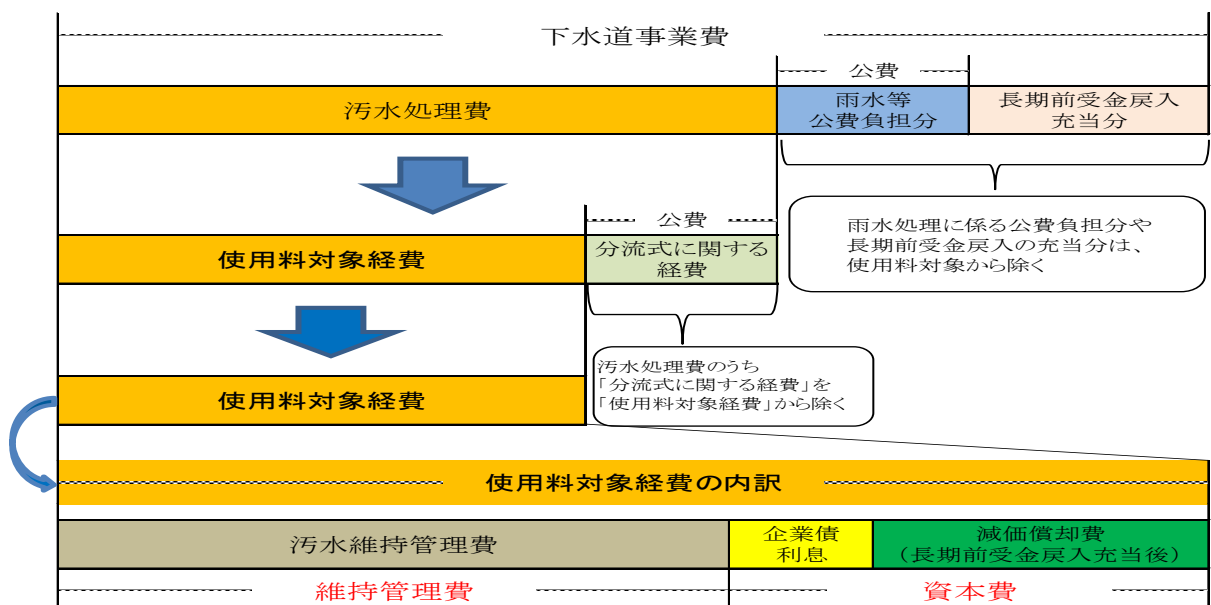 下水道事業費
公費
汚水処理費
雨水等
公費負担分
長期前受金戻入
充当分
公費
雨水処理に係る公費負担分や
長期前受金戻入の充当分は、
使用料対象から除く
使用料対象経費
分流式に関する
経費
汚水処理費のうち
「分流式に関する経費」を
「使用料対象経費」から除く
使用料対象経費
使用料対象経費の内訳
汚水維持管理費
企業債
利息
減価償却費
（長期前受金戻入充当後）
維持管理費
資本費